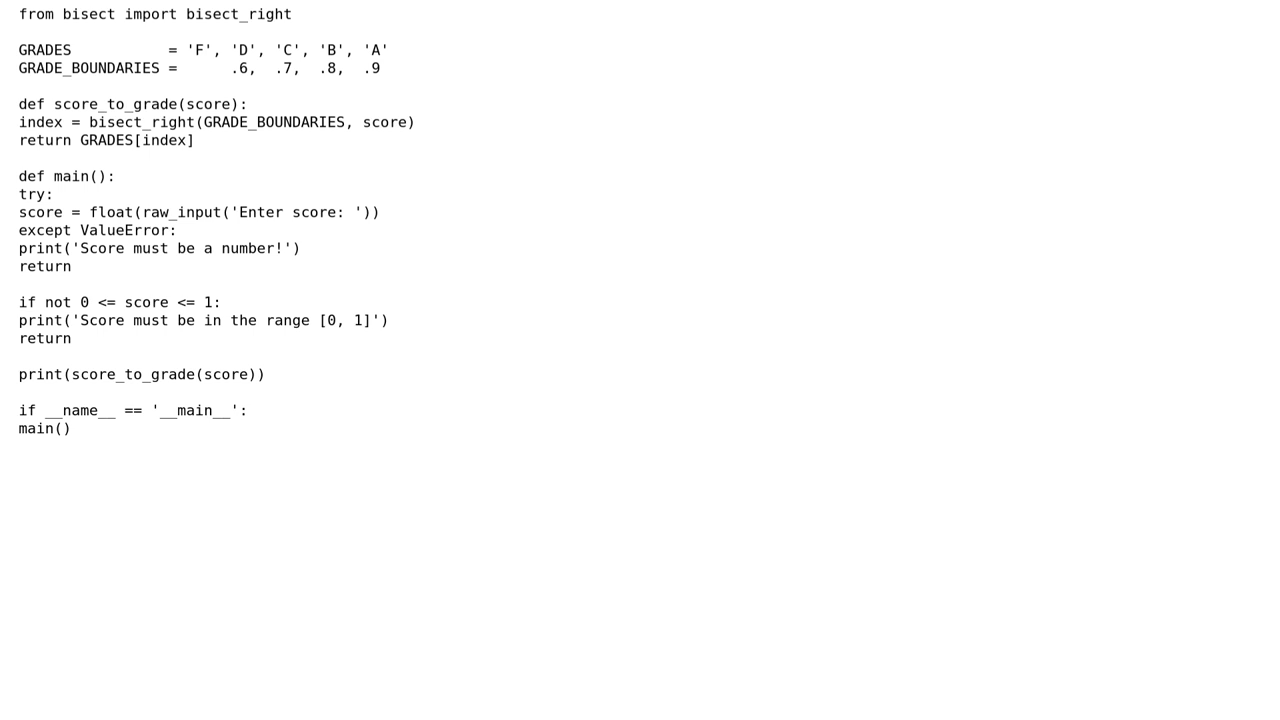 from bisect import bisect_right
GRADES           = 'F', 'D', 'C', 'B', 'A'
GRADE_BOUNDARIES =      .6,  .7,  .8,  .9
def score_to_grade(score):
index = bisect_right(GRADE_BOUNDARIES, score)
return GRADES[index]
def main():
try:
score = float(raw_input('Enter score: '))
except ValueError:
print('Score must be a number!')
return
if not 0 <= score <= 1:
print('Score must be in the range [0, 1]')
return
print(score_to_grade(score))
if __name__ == '__main__':
main()